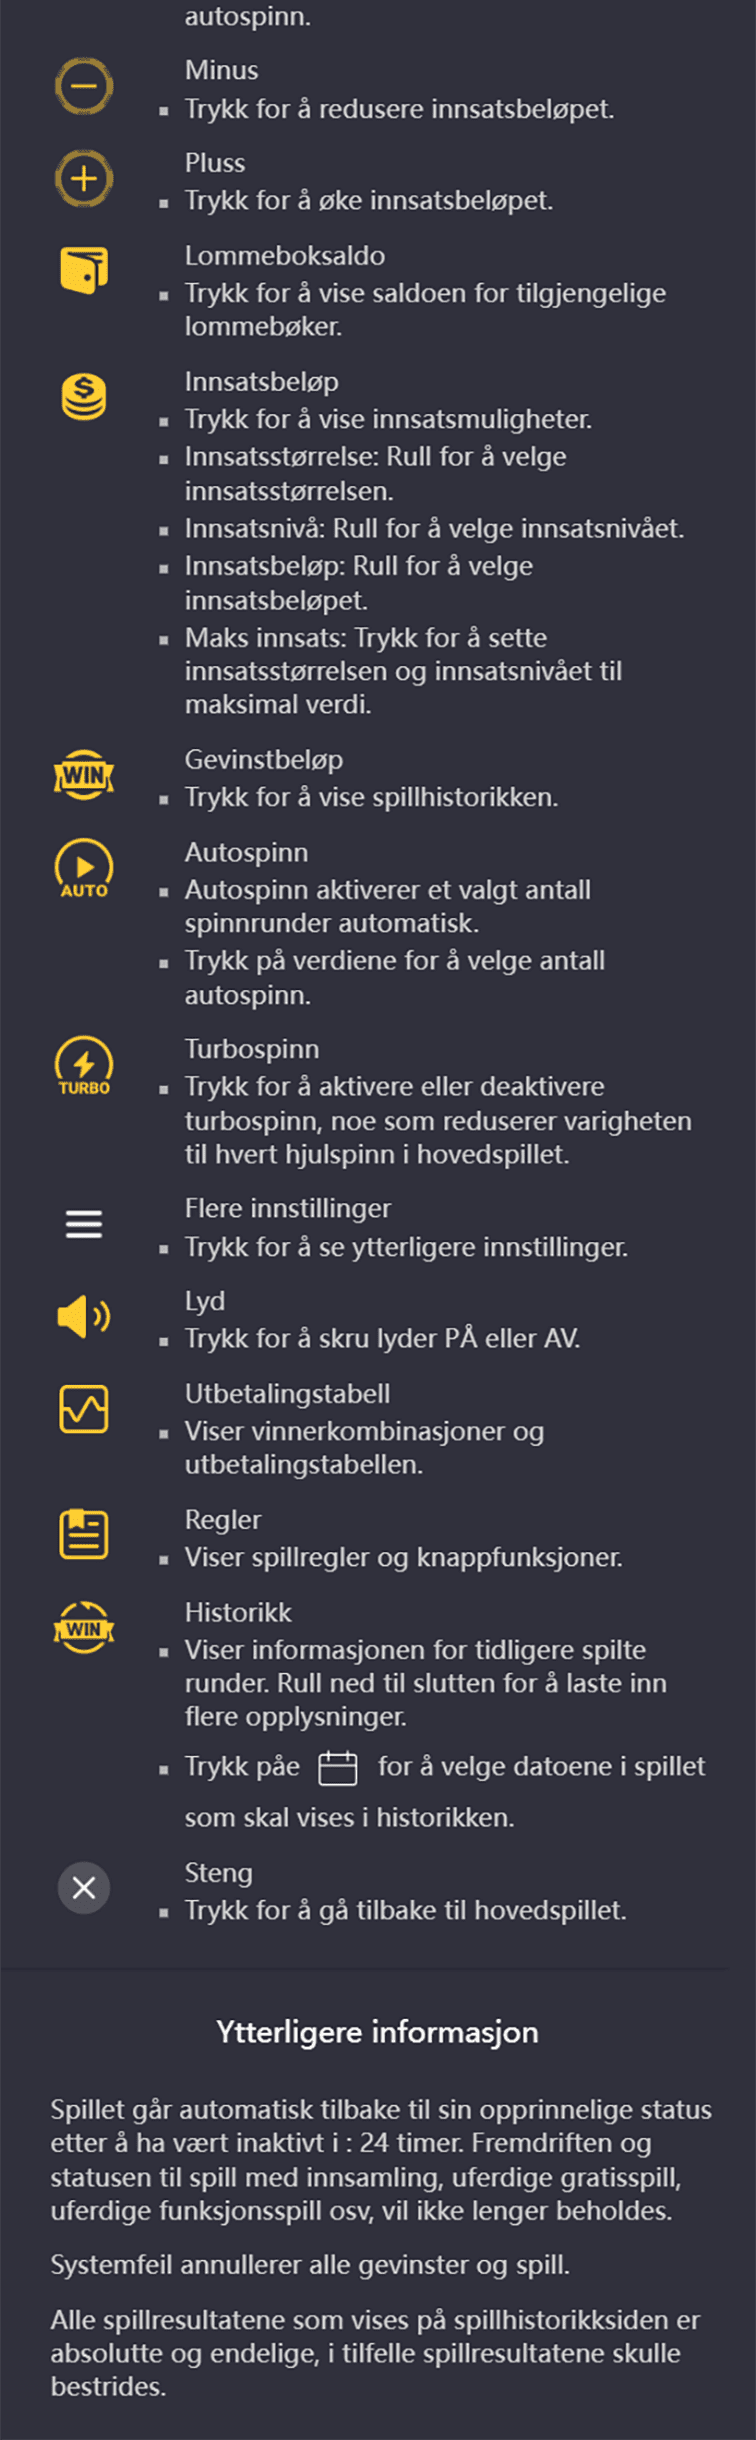 autospinn.
Minus
▪ Trykk for å redusere innsatsbeløpet.
Pluss
▪ Trykk for å øke innsatsbeløpet.
Lommeboksaldo
▪ Trykk for å vise saldoen for tilgjengelige
lommebøker.
Innsatsbeløp
▪ Trykk for å vise innsatsmuligheter.
▪ Innsatsstørrelse: Rull for å velge
innsatsstørrelsen.
▪ Innsatsnivå: Rull for å velge innsatsnivået.
▪ Innsatsbeløp: Rull for å velge
innsatsbeløpet.
▪ Maks innsats: Trykk for å sette
innsatsstørrelsen og innsatsnivået til
maksimal verdi.
WIN
Gevinstbeløp
▪ Trykk for å vise spillhistorikken.
AUTO
Autospinn
▪ Autospinn aktiverer et valgt antall
spinnrunder automatisk.
▪ Trykk på verdiene for å velge antall
autospinn.
TURBO
Turbospinn
▪ Trykk for å aktivere eller deaktivere
turbospinn, noe som reduserer varigheten
til hvert hjulspinn i hovedspillet.
Flere innstillinger
▪ Trykk for å se ytterligere innstillinger.
Lyd
▪ Trykk for å skru lyder PÅ eller AV.
Utbetalingstabell
▪ Viser vinnerkombinasjoner og
utbetalingstabellen.
Regler
▪ Viser spillregler og knappfunksjoner.
WIN
Historikk
▪ Viser informasjonen for tidligere spilte
runder. Rull ned til slutten for å laste inn
flere opplysninger.
▪ Trykk påe for å velge datoene i spillet
som skal vises i historikken.
Steng
▪ Trykk for å gå tilbake til hovedspillet.
Ytterligere informasjon
Spillet går automatisk tilbake til sin opprinnelige status
etter å ha vært inaktivt i : 24 timer. Fremdriften og
statusen til spill med innsamling, uferdige gratisspill,
uferdige funksjonsspill osv, vil ikke lenger beholdes.
Systemfeil annullerer alle gevinster og spill.
Alle spillresultatene som vises på spillhistorikksiden er
absolutte og endelige, i tilfelle spillresultatene skulle
bestrides.